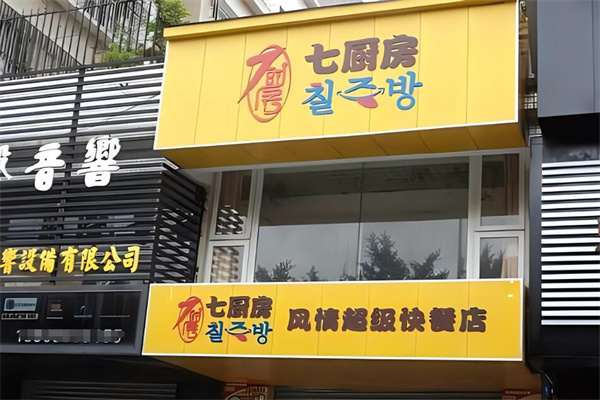 七厨房
칠주방
音響
響設備有限公司
七厨房
칠주방
风情超级快餐店